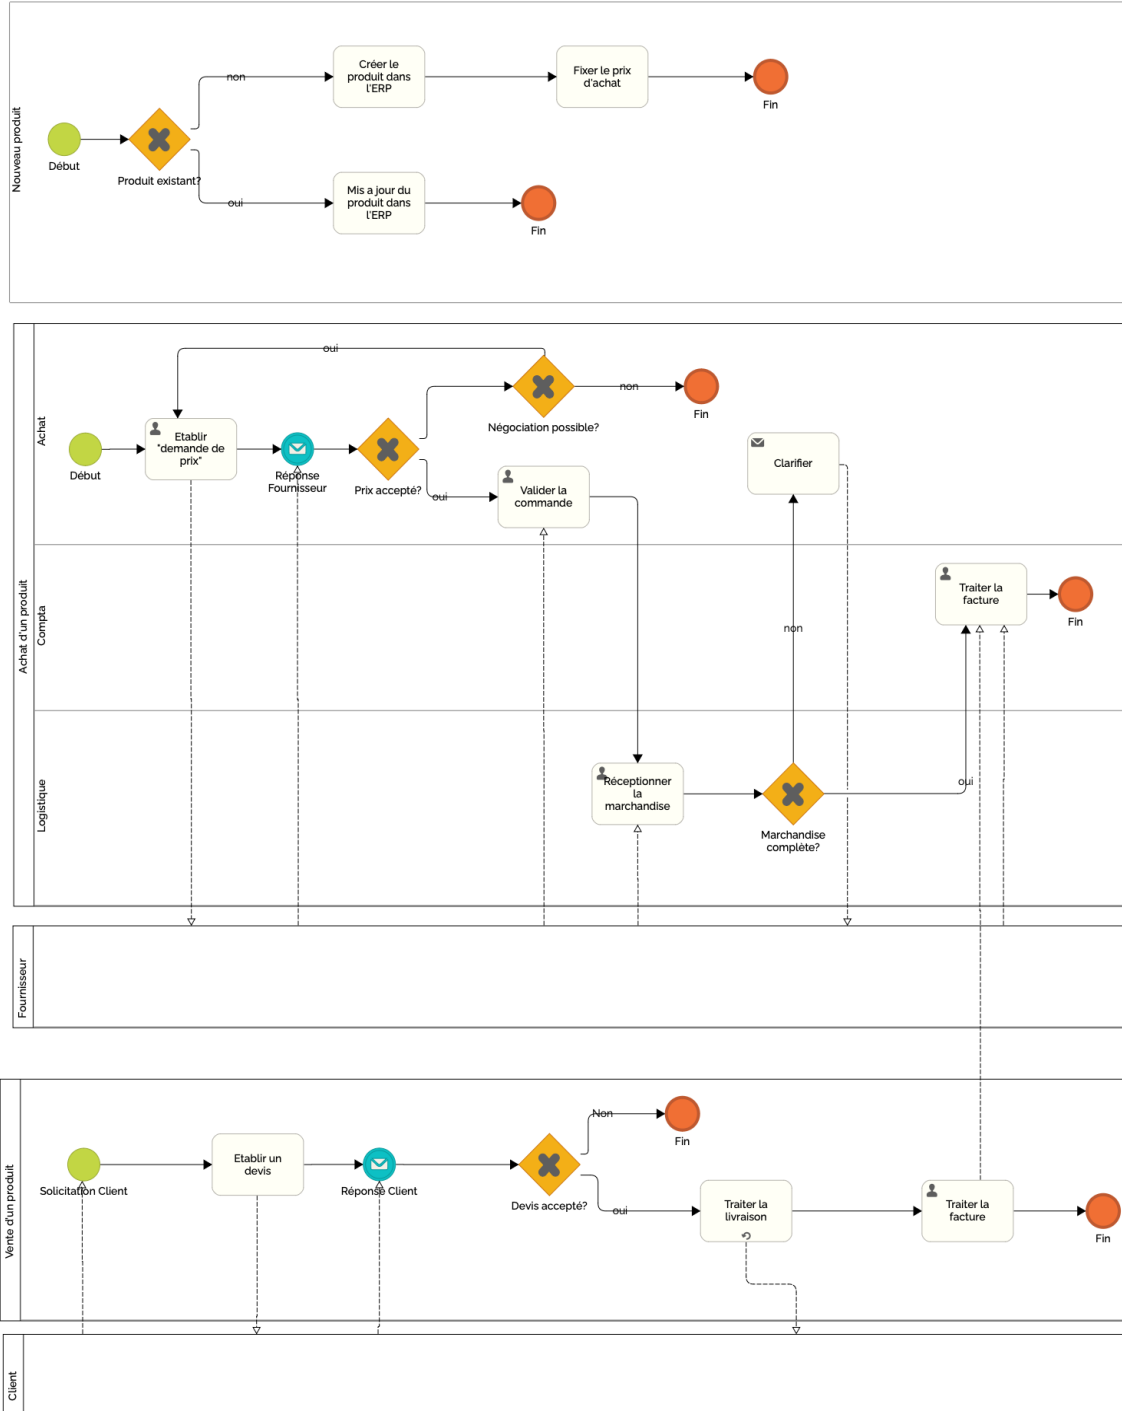 Nouveau produit
non
Créer le
produit dans
l'ERP
Fixer le prix
d'achat
Fin
Début
Produit existant?
oui
Mis a jour du
produit dans
l'ERP
Fin
Achat d'un produit
Achat
oui
Négociation possible?
non
Fin
Début
Etablir
"demande de
prix"
Réponse
Fournisseur
Prix accepté?
oui
Valider la
commande
Clarifier
Compta
non
Traiter la
facture
Fin
Logistique
Réceptionner
la
marchandise
Marchandise
complète?
oui
Fournisseur
Vente d'un produit
Solicitation Client
Etablir un
devis
Réponse Client
Devis accepté?
Non
Fin
oui
Traiter la
livraison
Traiter la
facture
Fin
Client